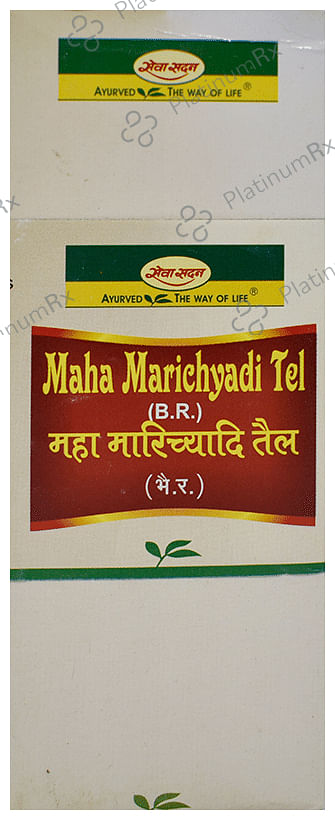 सेवा सदन
AYURVED THE WAY OF LIFE®
PlatinumRx
PlatinumRx
सेवा सदन
AYURVED THE WAY OF LIFE®
PlatinumRx
Maha Marichyadi Tel
(B.R.)
महा मारिच्यादि तैल
(भै.र.)